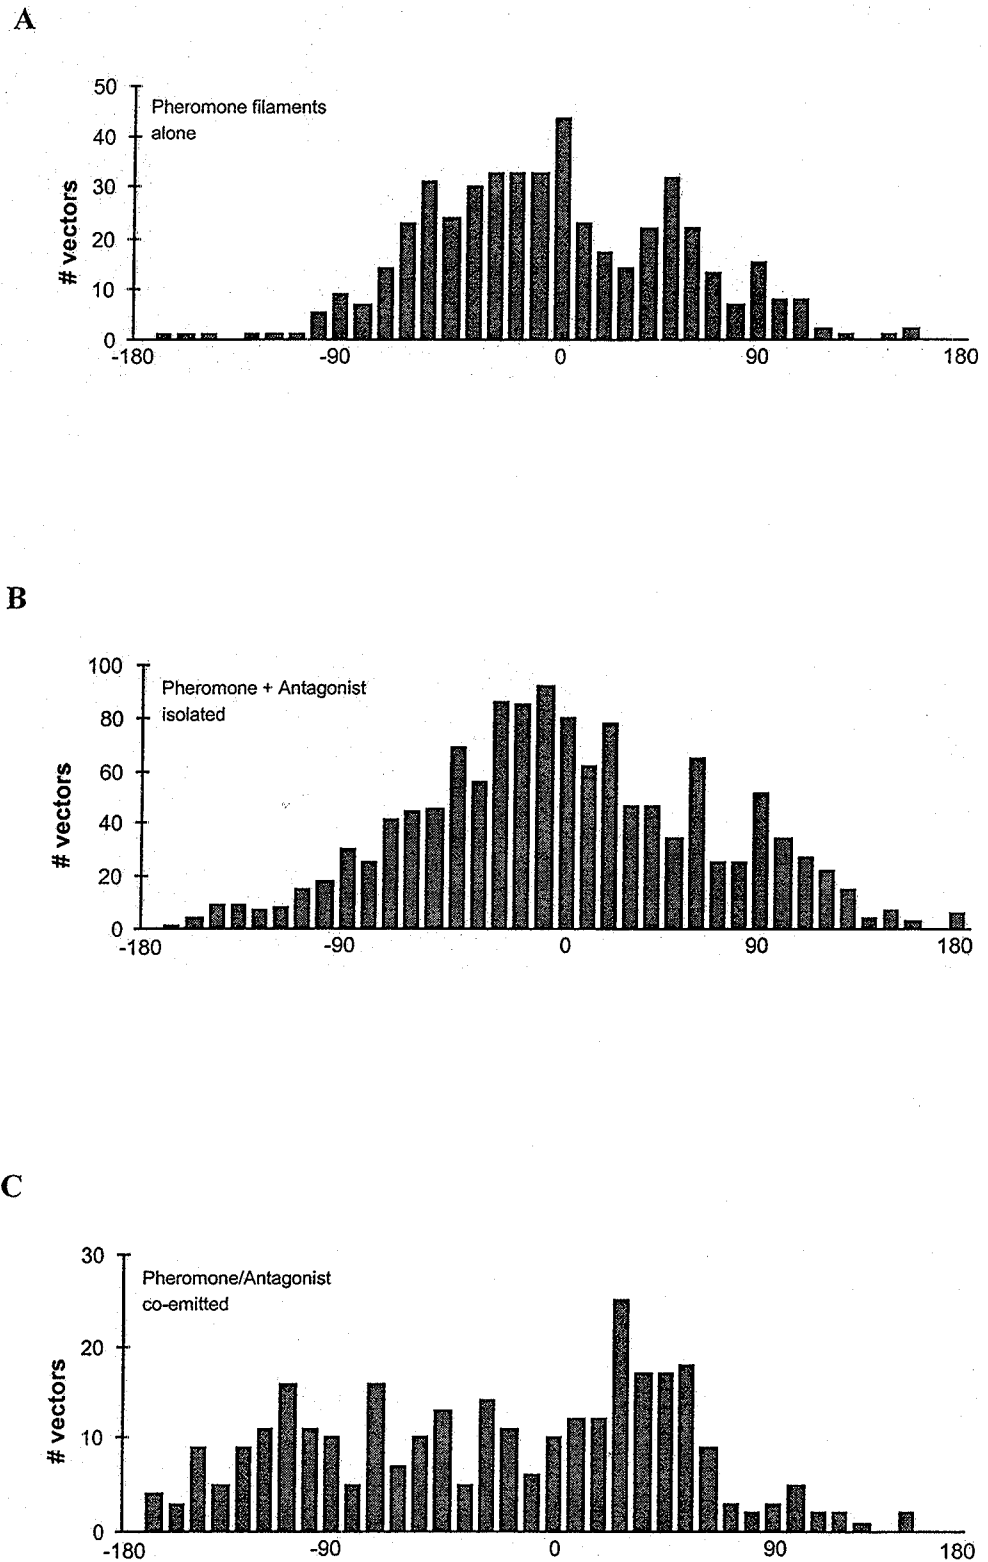 A
50
Pheromone filaments
alone
40
30
# vectors
20
10
0
-180
-90
0
90
180
B
100
Pheromone + Antagonist
isolated
80
60
# vectors
40
20
0
-180
-90
0
90
180
C
30
Pheromone/Antagonist
co-emitted
20
# vectors
10
0
-180
-90
0
90
180